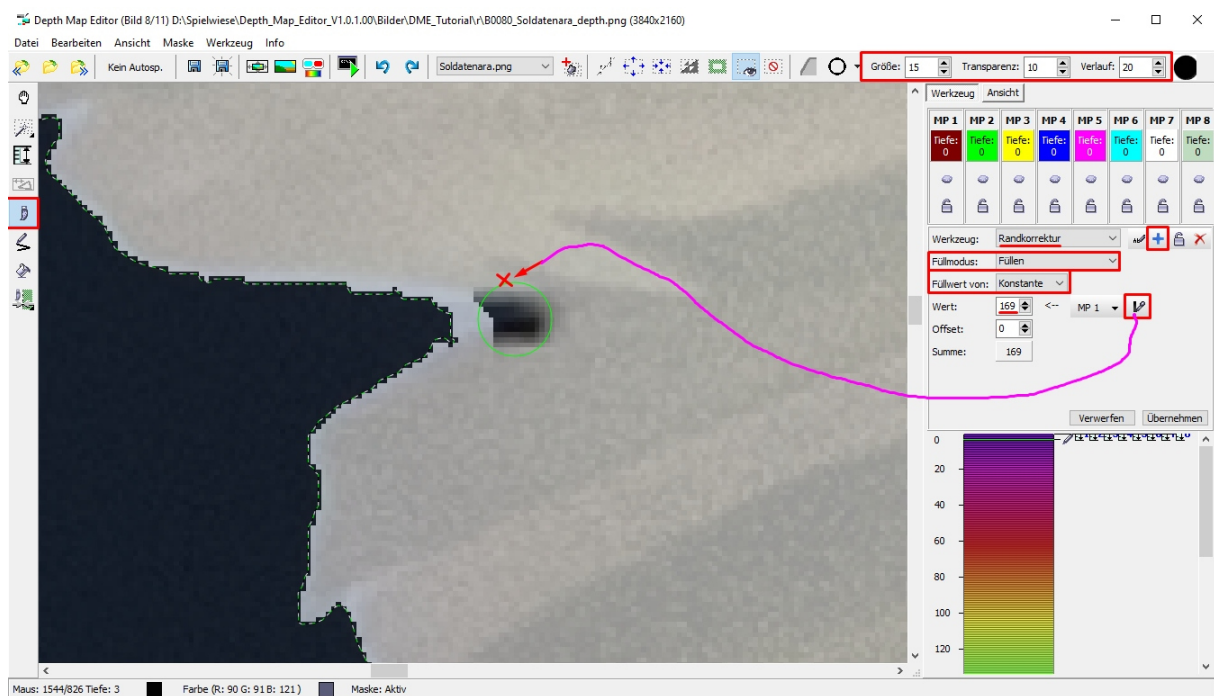 Depth Map Editor (Bild 8/11) D:\Spielwiese\Depth_Map_Editor_V1.0.1.00\Bilder\DME_Tutorial\r\B0080_Soldatenara_depth.png (3840x2160)
Datei Bearbeiten Ansicht Maske Werkzeug Info
Kein Autosp. Soldatenara.png Größe: 15 Transparenz: 10 Verlauf: 20
Werkzeug Ansicht
MP 1 MP 2 MP 3 MP 4 MP 5 MP 6 MP 7 MP 8
Tiefe: Tiefe: Tiefe: Tiefe: Tiefe: Tiefe: Tiefe: Tiefe:
0 0 0 0 0 0 0 0
Werkzeug: Randkorrektur
Füllmodus: Füllen
Füllwert von: Konstante
Wert: 169 <-- MP 1
Offset: 0
Summe: 169
Verwerfen Übernehmen
0
20
40
60
80
100
120
Maus: 1544/826 Tiefe: 3 Farbe (R: 90 G: 91 B: 121 ) Maske: Aktiv